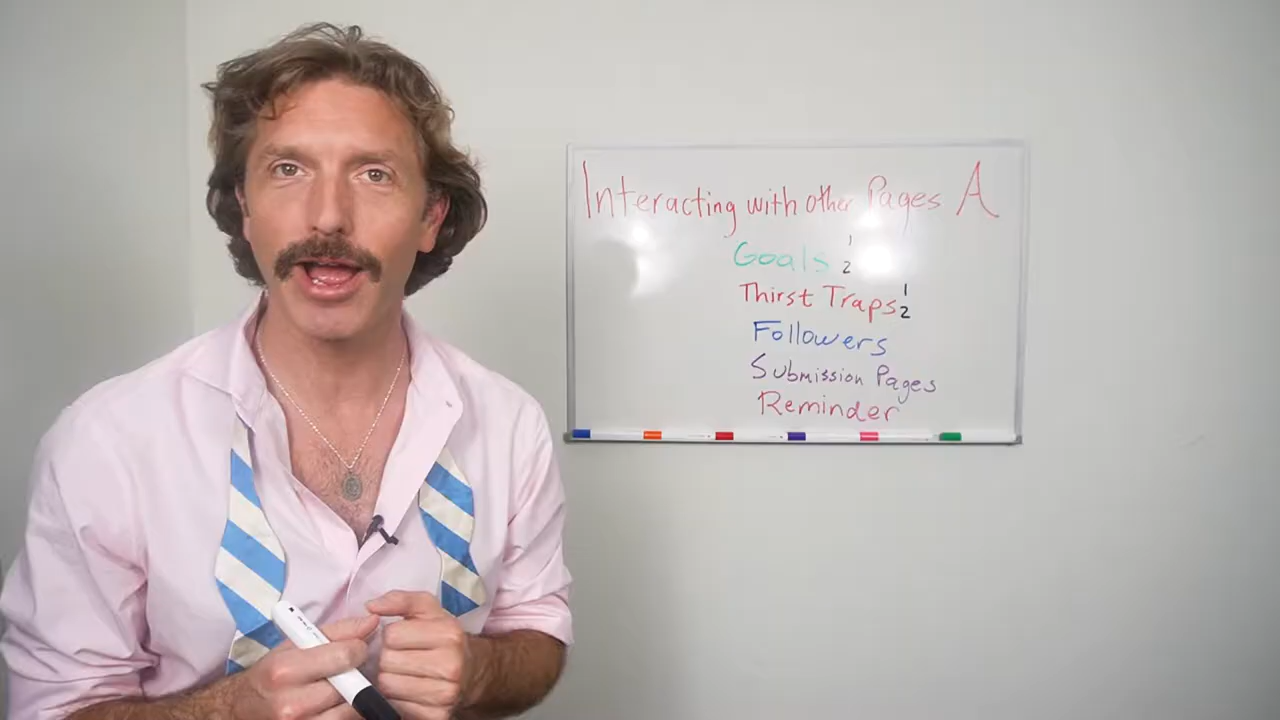 Interacting with other Pages A
Goals 1 2
Thirst Traps 1 2
Followers
Submission Pages
Reminder